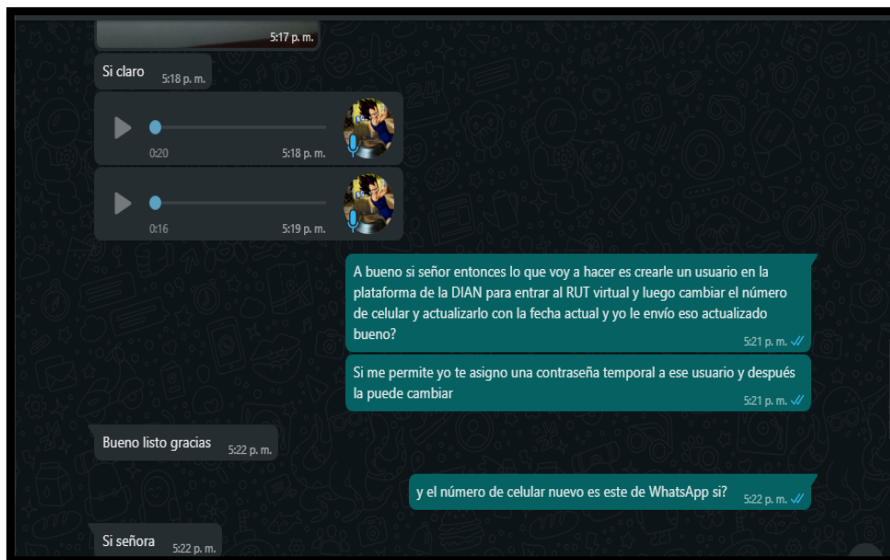 5:17 p. m.
Si claro 5:18 p. m.
0:20 5:18 p. m.
0:16 5:19 p. m.
A bueno si señor entonces lo que voy a hacer es crearle un usuario en la
plataforma de la DIAN para entrar al RUT virtual y luego cambiar el número
de celular y actualizarlo con la fecha actual y yo le envío eso actualizado
bueno?
5:21 p. m.
Si me permite yo te asigno una contraseña temporal a ese usuario y después
la puede cambiar
5:21 p. m.
Bueno listo gracias 5:22 p. m.
y el número de celular nuevo es este de WhatsApp si? 5:22 p. m.
Si señora 5:22 p. m.